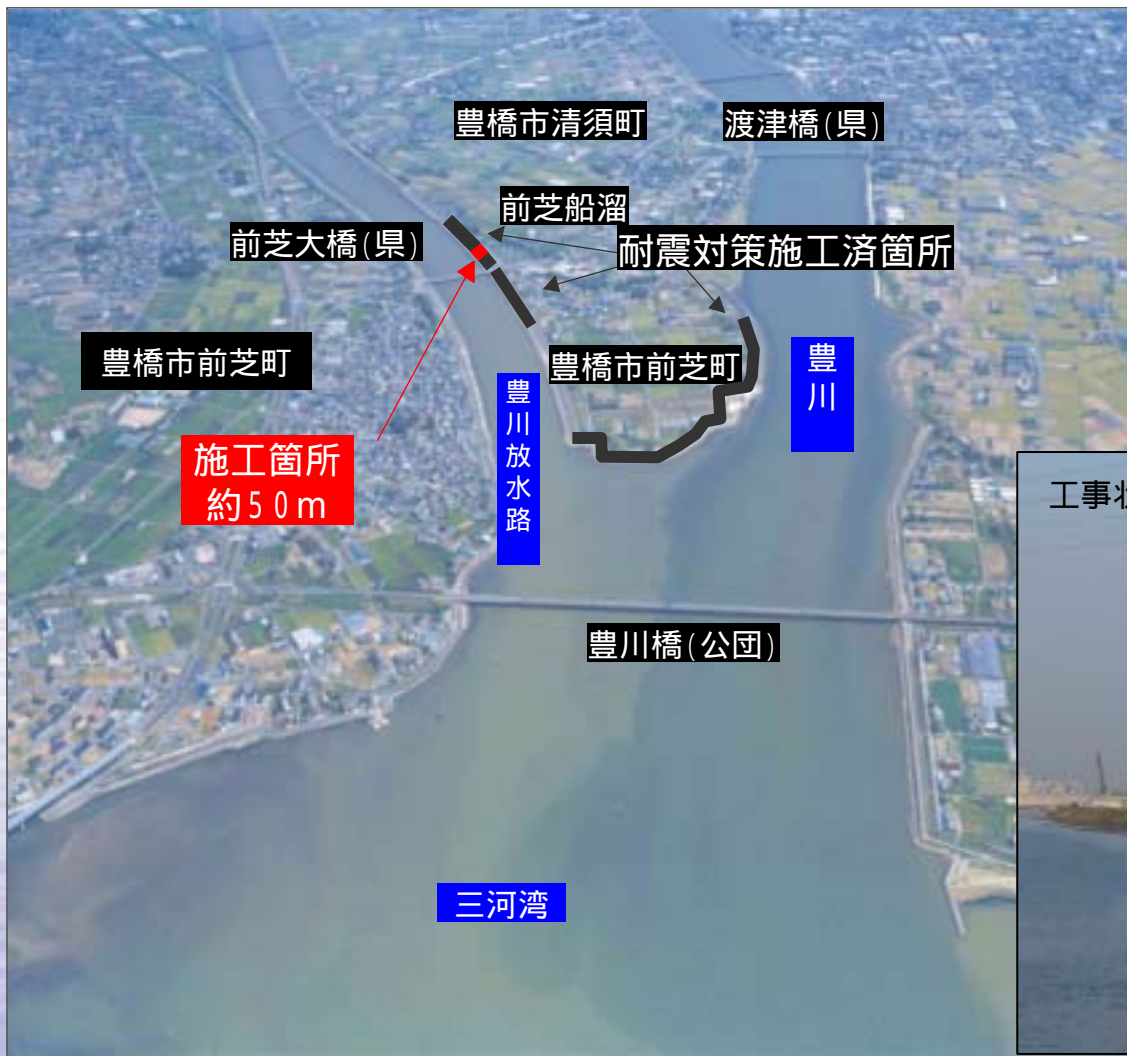 豊橋市清須町
渡津橋(県)
前芝船溜
前芝大橋(県)
耐震対策施工済箇所
豊橋市前芝町
豊橋市前芝町
豊川
豊川放水路
施工箇所
約50m
工事
豊川橋(公団)
三河湾